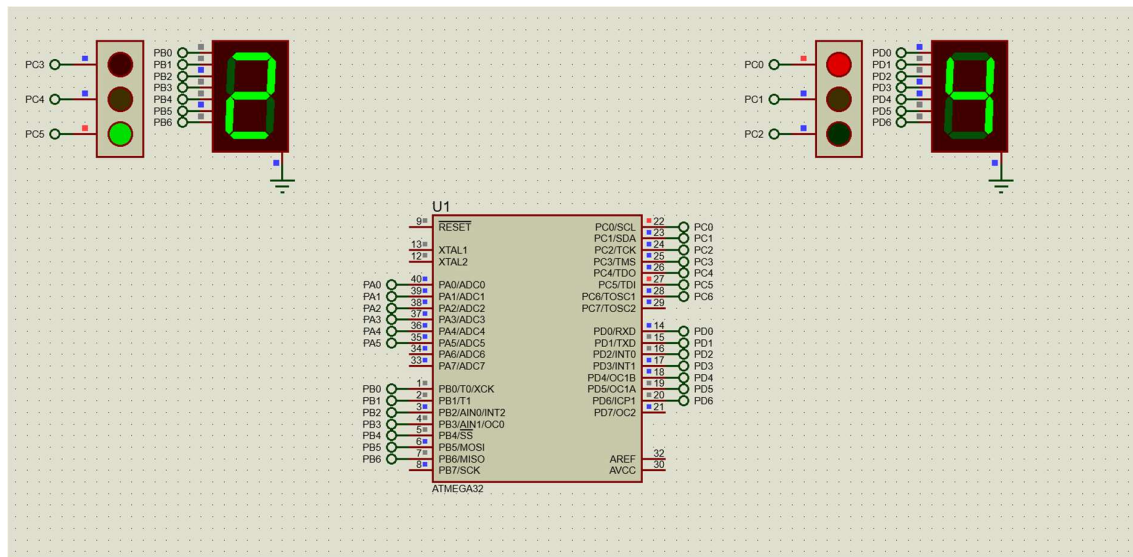 PC3
PC4
PC5
PB0
PB1
PB2
PB3
PB4
PB5
PB6
2
PC0
PC1
PC2
PD0
PD1
PD2
PD3
PD4
PD5
PD6
4
U1
9 RESET
13 XTAL1
12 XTAL2
PA0 40 PA0/ADC0
PA1 39 PA1/ADC1
PA2 38 PA2/ADC2
PA3 37 PA3/ADC3
PA4 36 PA4/ADC4
PA5 35 PA5/ADC5
34 PA6/ADC6
33 PA7/ADC7
PB0 1 PB0/T0/XCK
PB1 2 PB1/T1
PB2 3 PB2/AIN0/INT2
PB3 4 PB3/AIN1/OC0
PB4 5 PB4/SS
PB5 6 PB5/MOSI
PB6 7 PB6/MISO
8 PB7/SCK
PC0/SCL 22 PC0
PC1/SDA 23 PC1
PC2/TCK 24 PC2
PC3/TMS 25 PC3
PC4/TDO 26 PC4
PC5/TDI 27 PC5
PC6/TOSC1 28 PC6
PC7/TOSC2 29
PD0/RXD 14 PD0
PD1/TXD 15 PD1
PD2/INT0 16 PD2
PD3/INT1 17 PD3
PD4/OC1B 18 PD4
PD5/OC1A 19 PD5
PD6/ICP1 20 PD6
PD7/OC2 21
AREF 32
AVCC 30
ATMEGA32